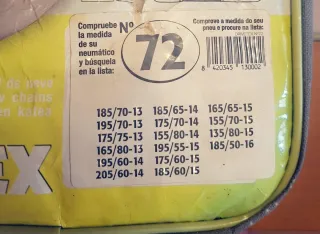 Compruebe
la medida
de su
neumático
y búsquela
en la lista:
Nº
72
Comprove a medida do seu
pneu e procure na lista:
8 420345 130002
185/70-13 165/65-14 165/65-15
195/70-13 175/70-14 155/70-15
175/75-13 155/80-14 135/80-15
165/80-13 195/55-15 185/50-16
195/60-14 175/60-15
205/60-14 185/60/15
EX